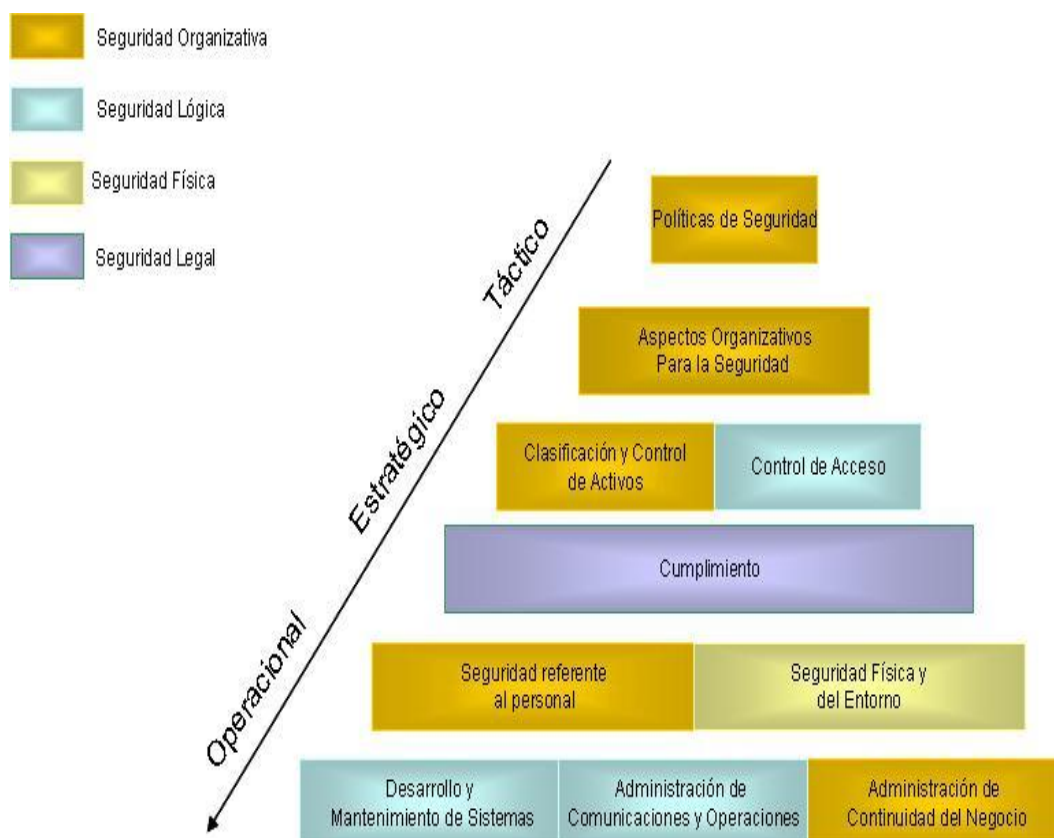 Seguridad Organizativa
Seguridad Lógica
Seguridad Física
Seguridad Legal
Táctico
Estratégico
Operacional
Políticas de Seguridad
Aspectos Organizativos
Para la Seguridad
Clasificación y Control
de Activos
Control de Acceso
Cumplimiento
Seguridad referente
al personal
Seguridad Física y
del Entorno
Desarrollo y
Mantenimiento de Sistemas
Administración de
Comunicaciones y Operaciones
Administración de
Continuidad del Negocio